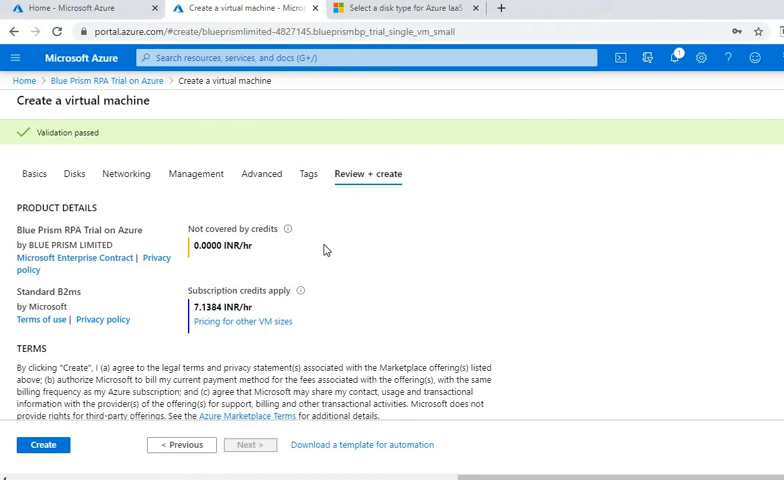 Home - Microsoft Azure
Create a virtual machine - Micros
Select a disk type for Azure IaaS
portal.azure.com/#create/blueprismlimited-4827145.blueprismbp_trial_single_vm_small
Microsoft Azure
Search resources, services, and docs (G+/)
1
Home > Blue Prism RPA Trial on Azure > Create a virtual machine
Create a virtual machine
Validation passed
Basics Disks Networking Management Advanced Tags Review + create
PRODUCT DETAILS
Blue Prism RPA Trial on Azure
by BLUE PRISM LIMITED
Microsoft Enterprise Contract | Privacy
policy
Not covered by credits
0.0000 INR/hr
Standard B2ms
by Microsoft
Terms of use | Privacy policy
Subscription credits apply
7.1384 INR/hr
Pricing for other VM sizes
TERMS
By clicking "Create", I (a) agree to the legal terms and privacy statement(s) associated with the Marketplace offering(s) listed
above; (b) authorize Microsoft to bill my current payment method for the fees associated with the offering(s), with the same
billing frequency as my Azure subscription; and (c) agree that Microsoft may share my contact, usage and transactional
information with the provider(s) of the offering(s) for support, billing and other transactional activities. Microsoft does not
provide rights for third-party offerings. See the Azure Marketplace Terms for additional details.
Create
< Previous
Next >
Download a template for automation